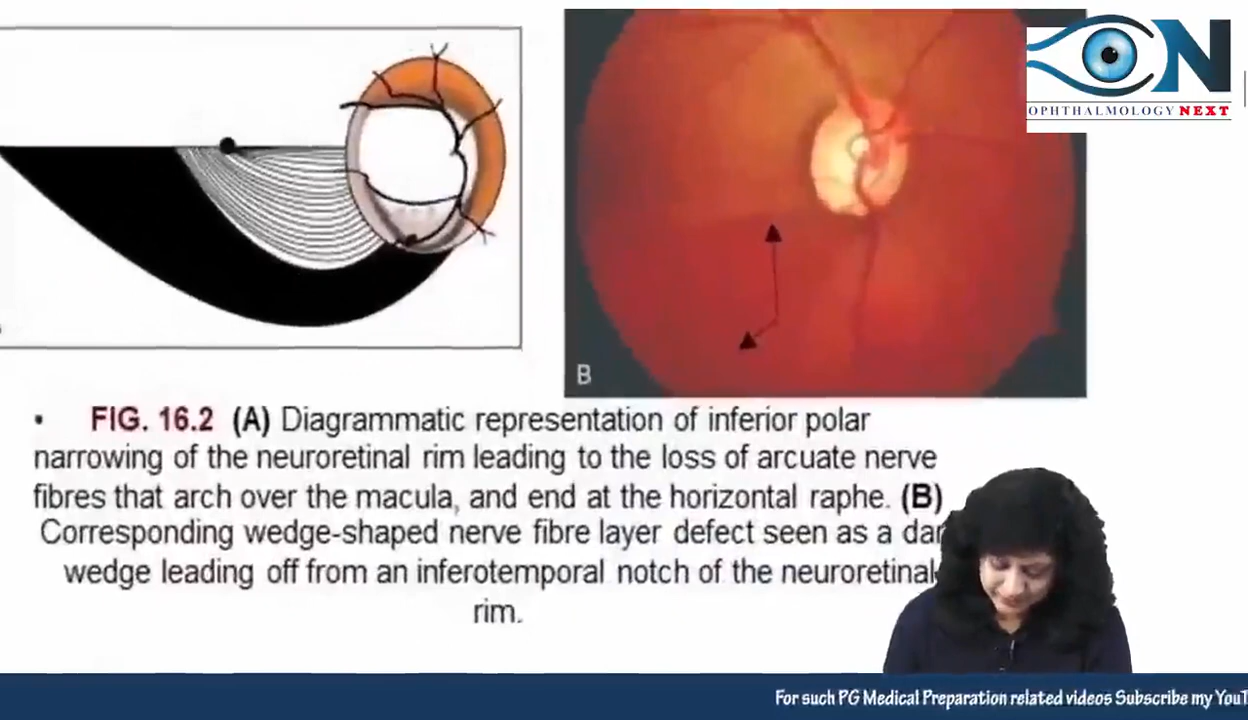 ON
OPHTHALMOLOGY NEXT
B
• FIG. 16.2 (A) Diagrammatic representation of inferior polar
narrowing of the neuroretinal rim leading to the loss of arcuate nerve
fibres that arch over the macula, and end at the horizontal raphe. (B)
Corresponding wedge-shaped nerve fibre layer defect seen as a dar
wedge leading off from an inferotemporal notch of the neuroretinal
rim.
For such PG Medical Preparation related videos Subscribe my YouT